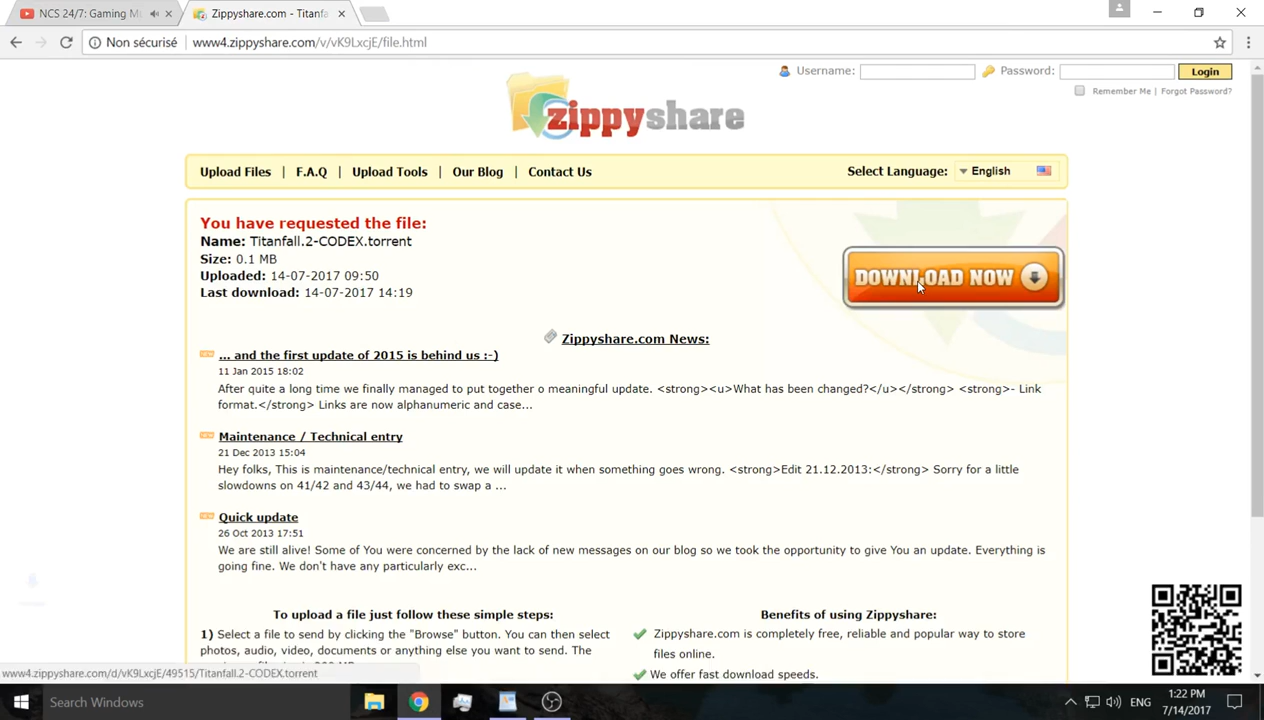 NCS 24/7: Gaming M
Zippyshare.com - Titanfa
Non sécurisé www4.zippyshare.com/v/vK9LxcjE/file.html
Username: Password: Login
Remember Me | Forgot Password?
zippyshare
Upload Files | F.A.Q | Upload Tools | Our Blog | Contact Us Select Language: English
You have requested the file:
Name: Titanfall.2-CODEX.torrent
Size: 0.1 MB
Uploaded: 14-07-2017 09:50
Last download: 14-07-2017 14:19
DOWNLOAD NOW
Zippyshare.com News:
NEW ... and the first update of 2015 is behind us :-)
11 Jan 2015 18:02
After quite a long time we finally managed to put together o meaningful update. <strong><u>What has been changed?</u></strong> <strong>- Link
format.</strong> Links are now alphanumeric and case...
NEW Maintenance / Technical entry
21 Dec 2013 15:04
Hey folks, This is maintenance/technical entry, we will update it when something goes wrong. <strong>Edit 21.12.2013:</strong> Sorry for a little
slowdowns on 41/42 and 43/44, we had to swap a ...
NEW Quick update
26 Oct 2013 17:51
We are still alive! Some of You were concerned by the lack of new messages on our blog so we took the opportunity to give You an update. Everything is
going fine. We don't have any particularly exc...
To upload a file just follow these simple steps:
1) Select a file to send by clicking the "Browse" button. You can then select
photos, audio, video, documents or anything else you want to send. The
Benefits of using Zippyshare:
Zippyshare.com is completely free, reliable and popular way to store
files online.
We offer fast download speeds.
www4.zippyshare.com/d/vK9LxcjE/49515/Titanfall.2-CODEX.torrent
Search Windows
ENG
1:22 PM
7/14/2017